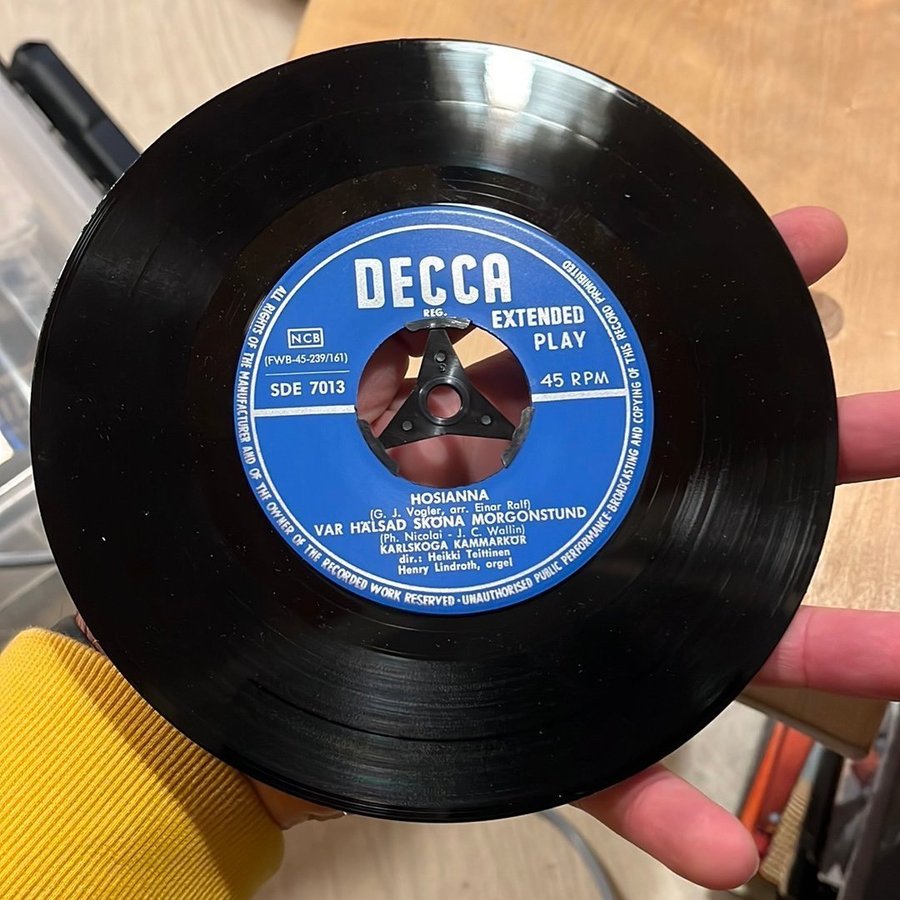 DECCA
REG.
EXTENDED
PLAY
NCB
(FWB-45-239/161)
SDE 7013
45 RPM
HOSIANNA
(G. J. Vogler, arr. Einar Ralf)
VAR HÄLSAD SKÖNA MORGONSTUND
(Ph. Nicolai - J. C. Wallin)
KARLSKOGA KAMMARKÖR
dir.: Heikki Teittinen
Henry Lindroth, orgel
ALL RIGHTS OF THE MANUFACTURER AND OF THE OWNER OF THE RECORDED WORK RESERVED · UNAUTHORISED PUBLIC PERFORMANCE · BROADCASTING AND COPYING OF THIS RECORD PROHIBITED